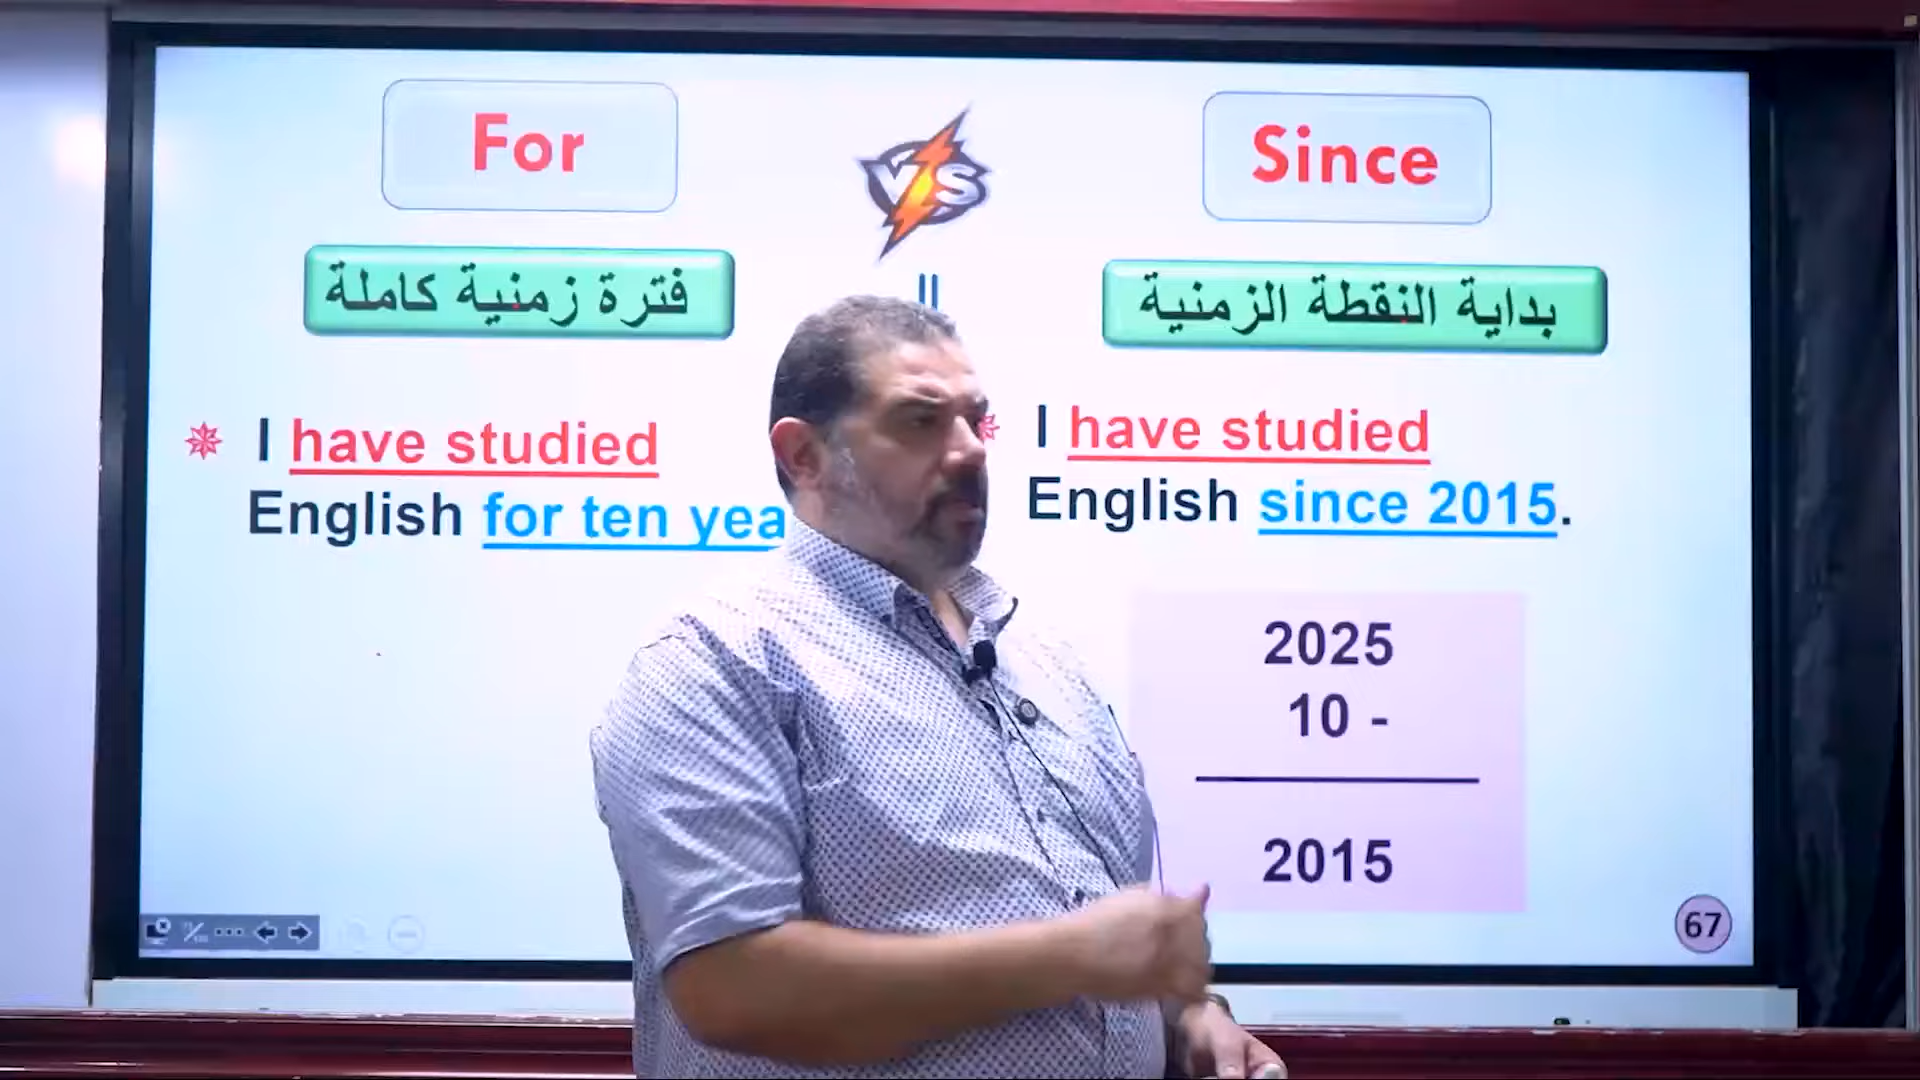 For
VS
Since
فترة زمنية كاملة
بداية النقطة الزمنية
I have studied
English for ten yea
I have studied
English since 2015.
2025
10 -
2015
67